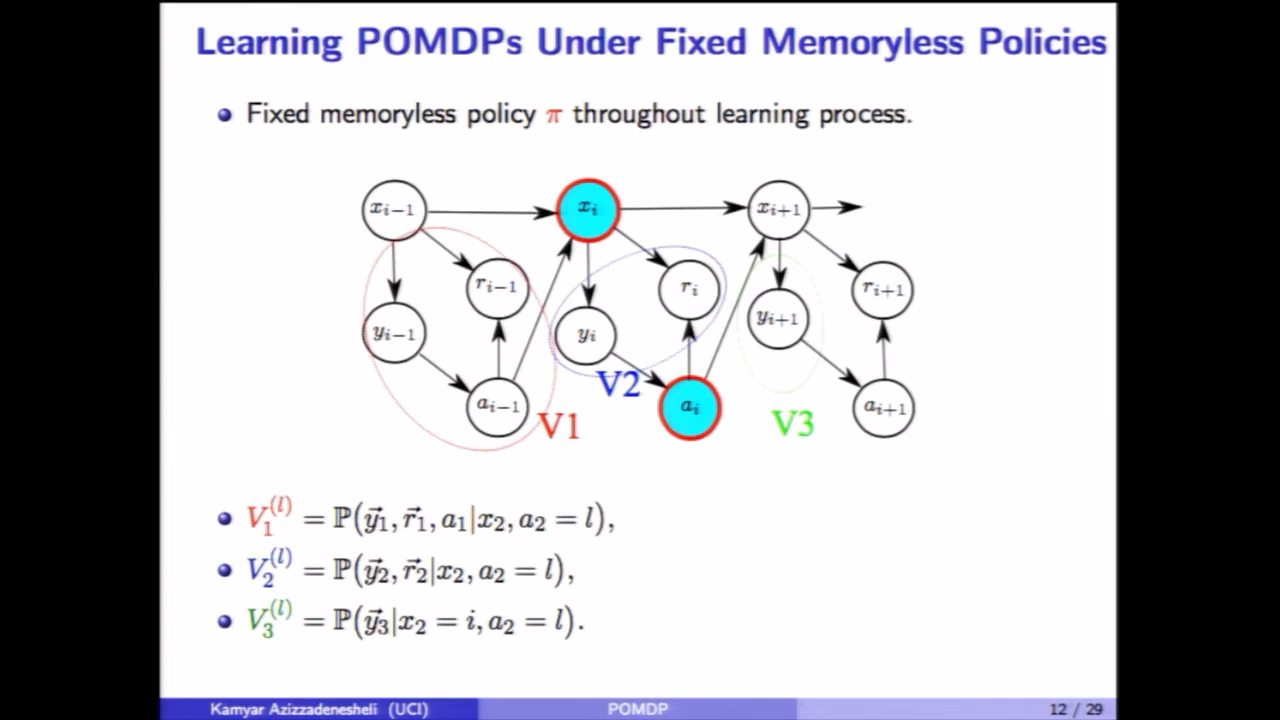 Learning POMDPs Under Fixed Memoryless Policies
Fixed memoryless policy π throughout learning process.
x_{i−1} x_i x_{i+1}
r_{i−1} r_i r_{i+1}
y_{i−1} y_i y_{i+1}
a_{i−1} a_i a_{i+1}
V1 V2 V3
V_1^{(l)} = ℙ(y⃗_1, r⃗_1, a_1|x_2, a_2 = l),
V_2^{(l)} = ℙ(y⃗_2, r⃗_2|x_2, a_2 = l),
V_3^{(l)} = ℙ(y⃗_3|x_2 = i, a_2 = l).
Kamyar Azizzadenesheli (UCI) POMDP 12 / 29